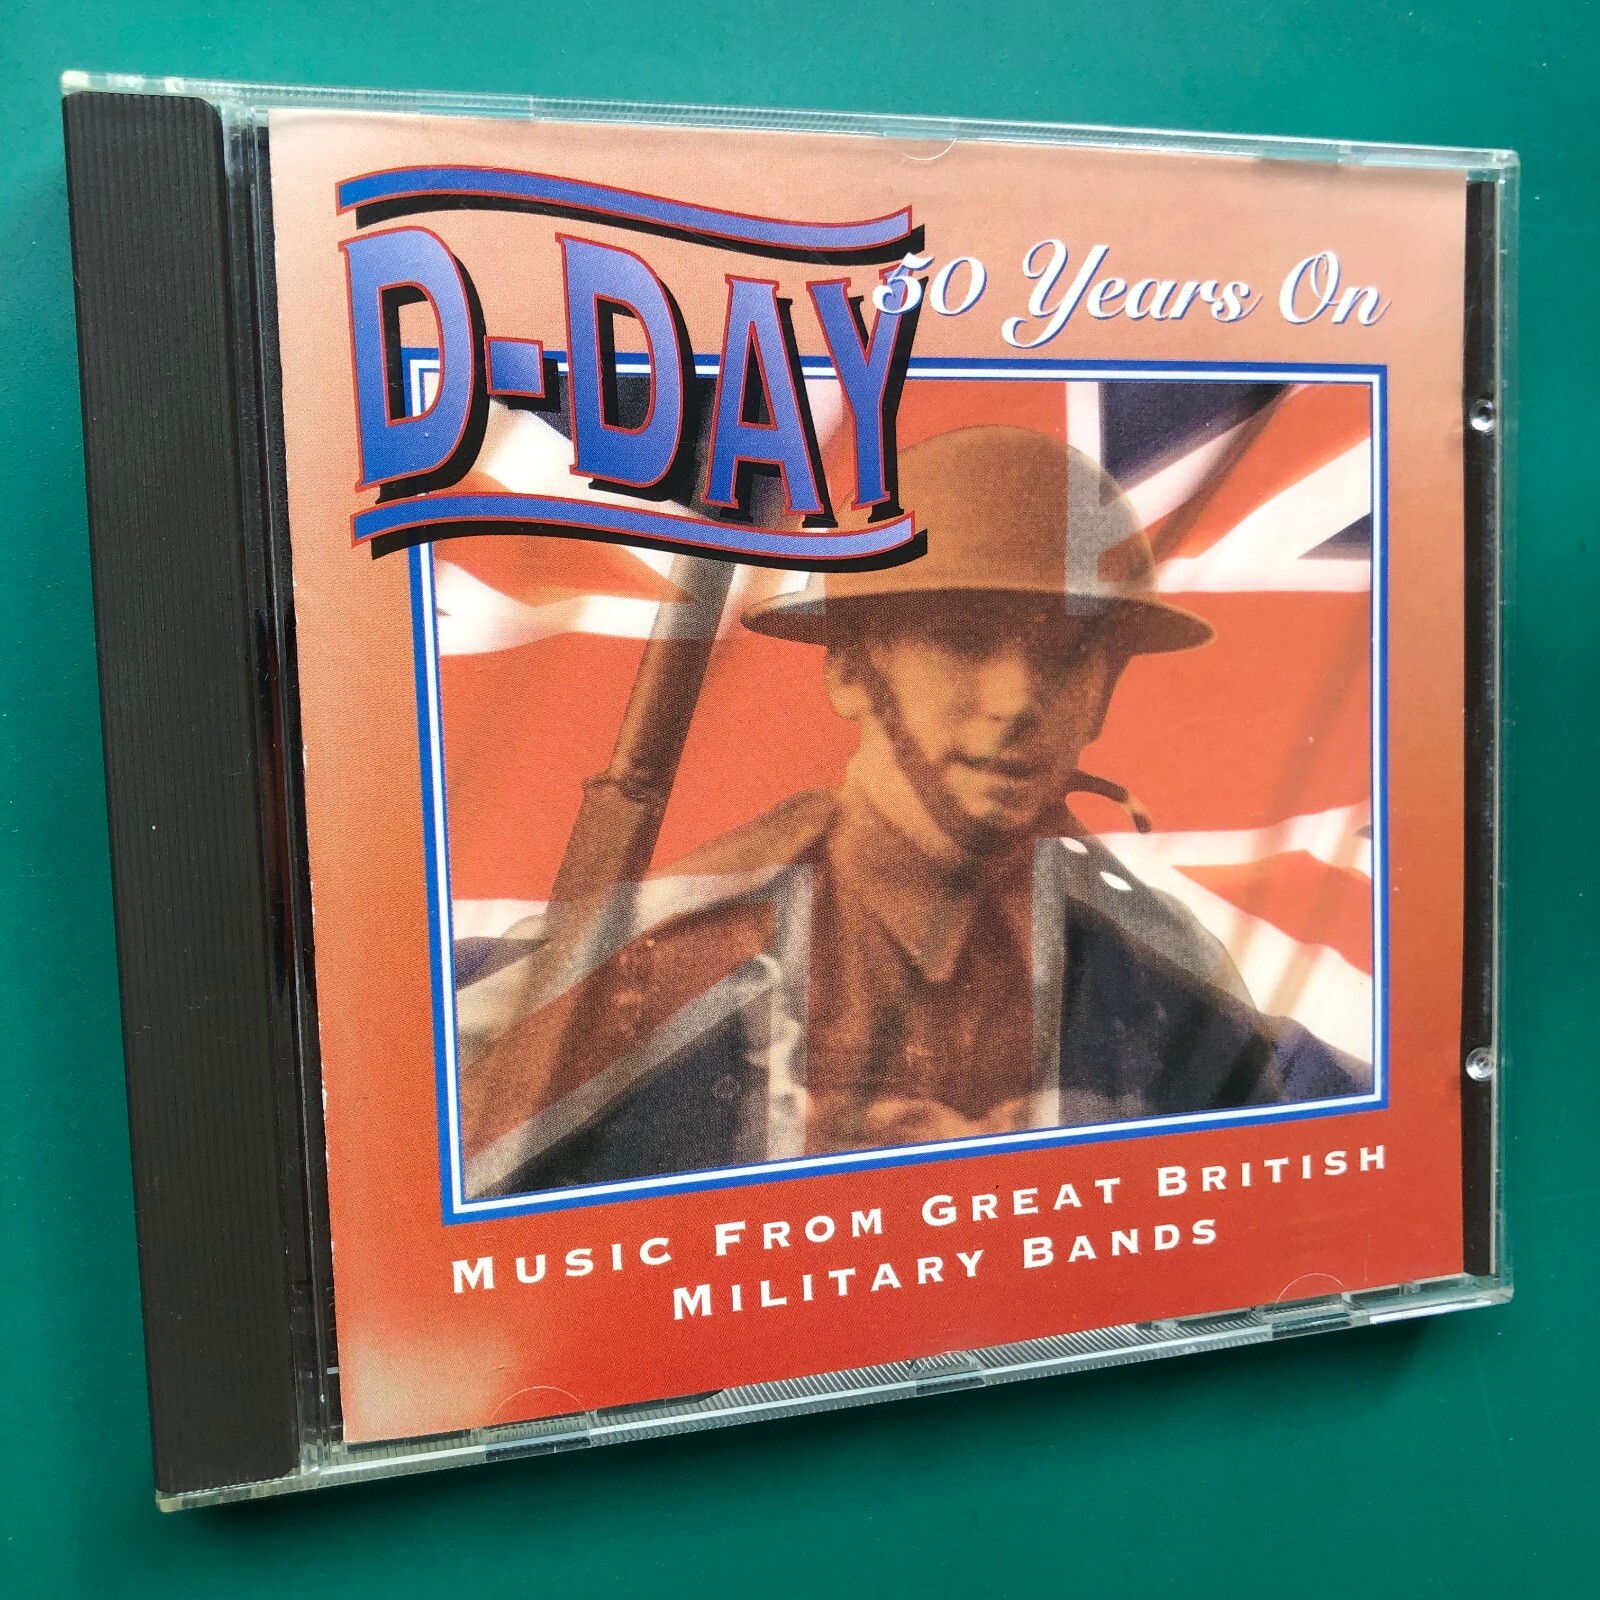 D-DAY
50 Years On
MUSIC FROM GREAT BRITISH
MILITARY BANDS